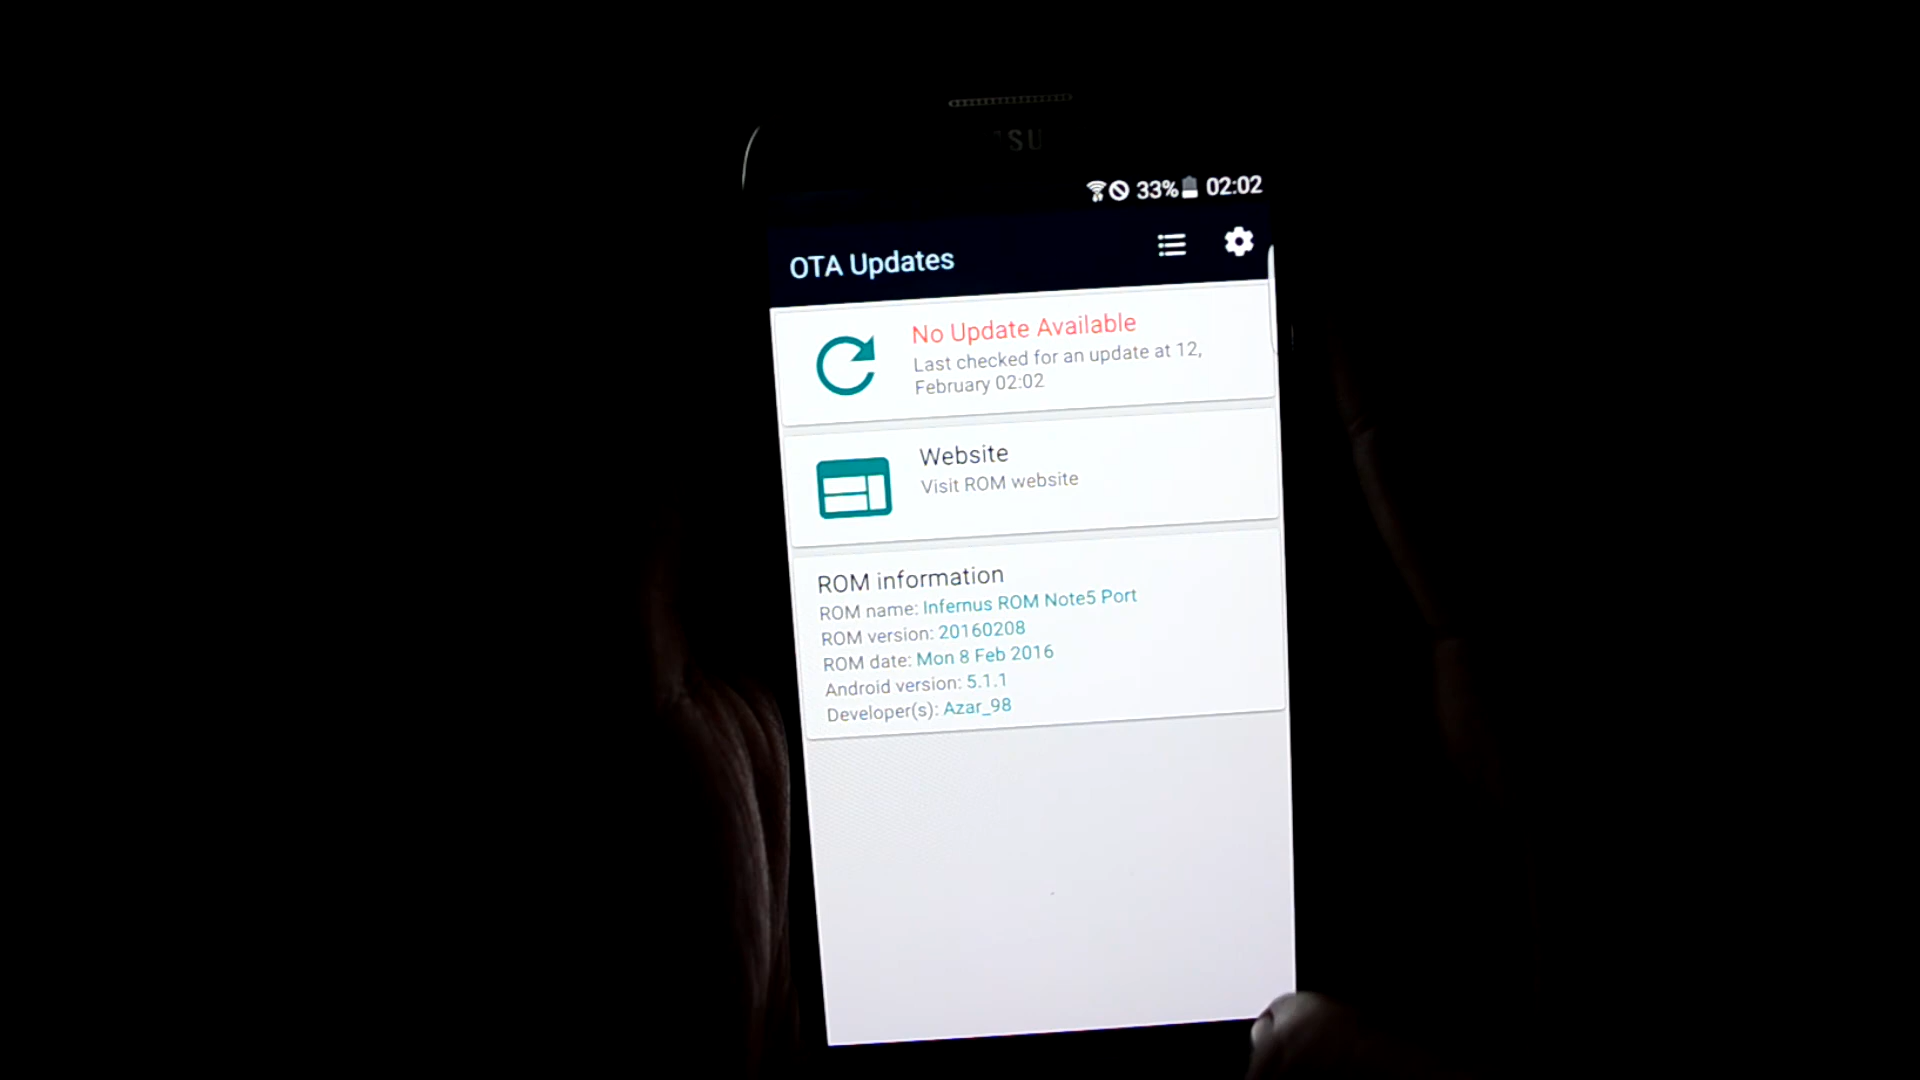 33% 02:02
OTA Updates
No Update Available
Last checked for an update at 12,
February 02:02
Website
Visit ROM website
ROM information
ROM name: Infernus ROM Note5 Port
ROM version: 20160208
ROM date: Mon 8 Feb 2016
Android version: 5.1.1
Developer(s): Azar_98